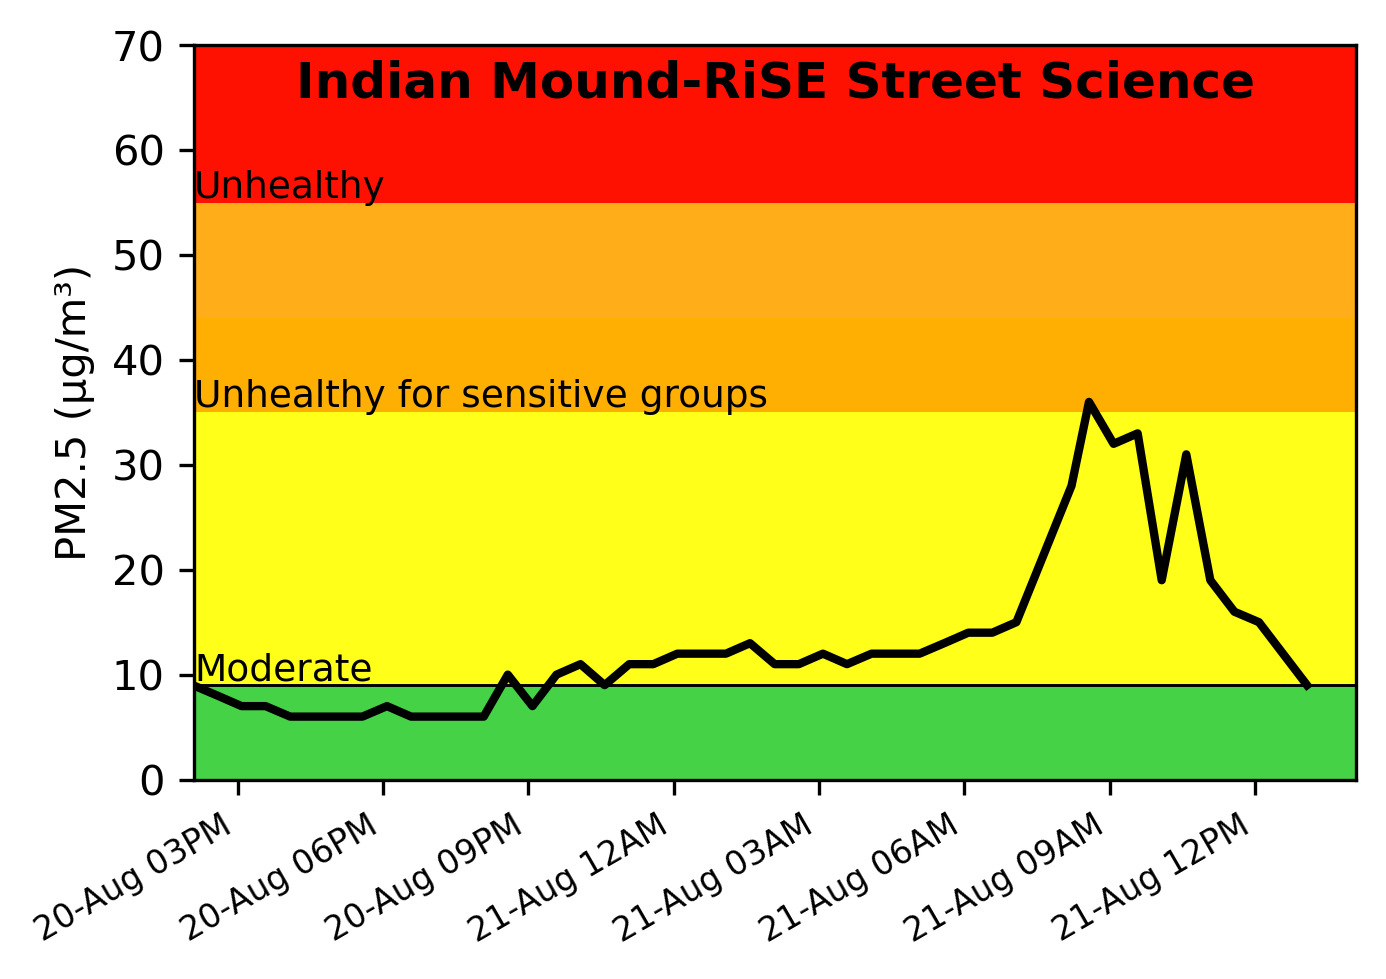 Indian Mound-RiSE Street Science
70
60
Unhealthy
50
40
Unhealthy for sensitive groups
30
20
Moderate
10
0
PM2.5 (µg/m³)
20-Aug 03PM
20-Aug 06PM
20-Aug 09PM
21-Aug 12AM
21-Aug 03AM
21-Aug 06AM
21-Aug 09AM
21-Aug 12PM